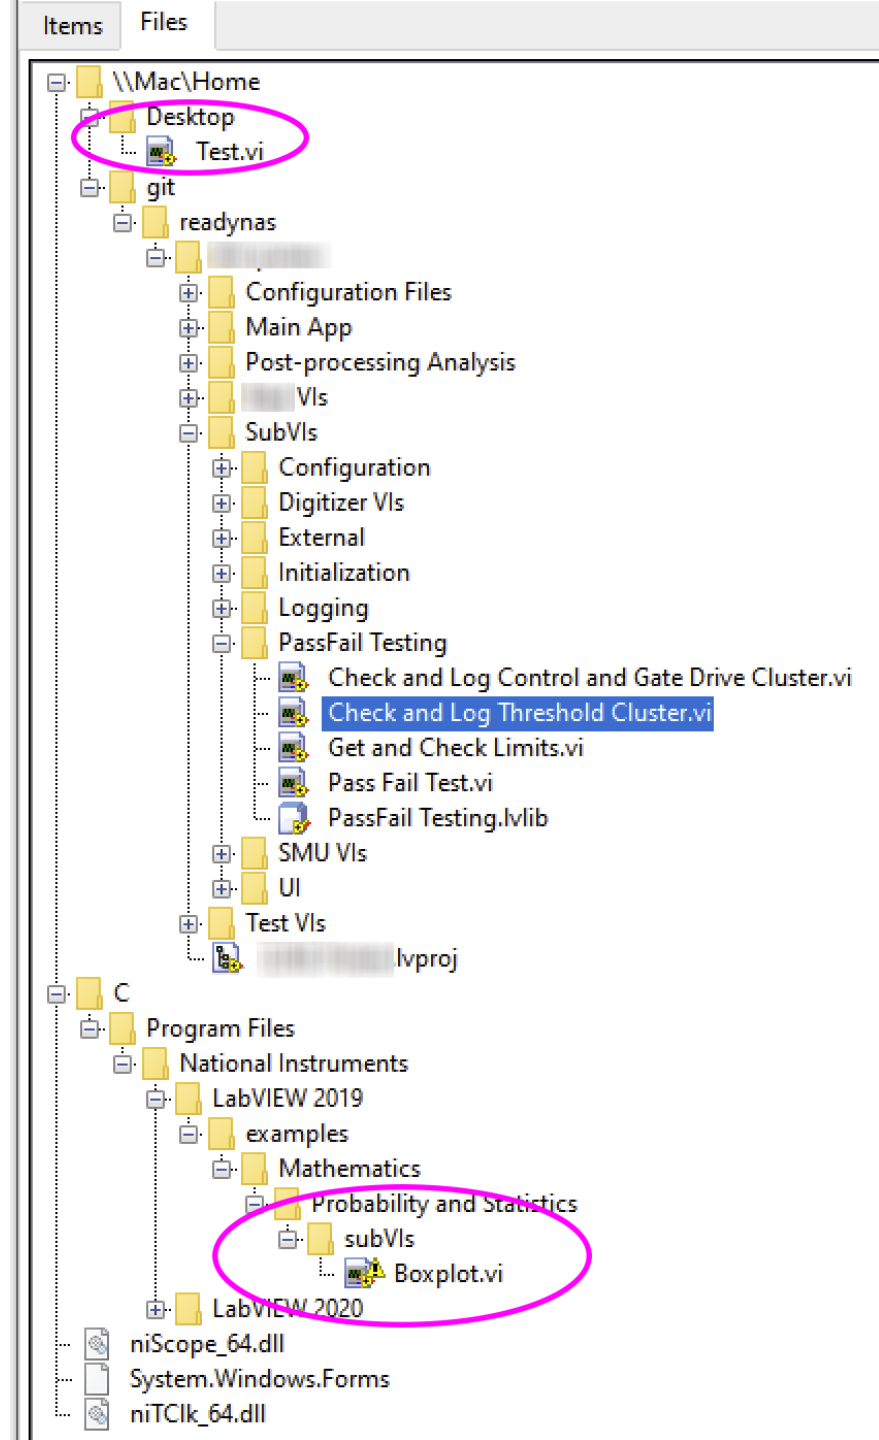 Items Files
\\Mac\Home
Desktop
Test.vi
git
readynas
Configuration Files
Main App
Post-processing Analysis
VIs
SubVIs
Configuration
Digitizer VIs
External
Initialization
Logging
PassFail Testing
Check and Log Control and Gate Drive Cluster.vi
Check and Log Threshold Cluster.vi
Get and Check Limits.vi
Pass Fail Test.vi
PassFail Testing.lvlib
SMU VIs
UI
Test VIs
.lvproj
C
Program Files
National Instruments
LabVIEW 2019
examples
Mathematics
Probability and Statistics
subVIs
Boxplot.vi
LabVIEW 2020
niScope_64.dll
System.Windows.Forms
niTClk_64.dll